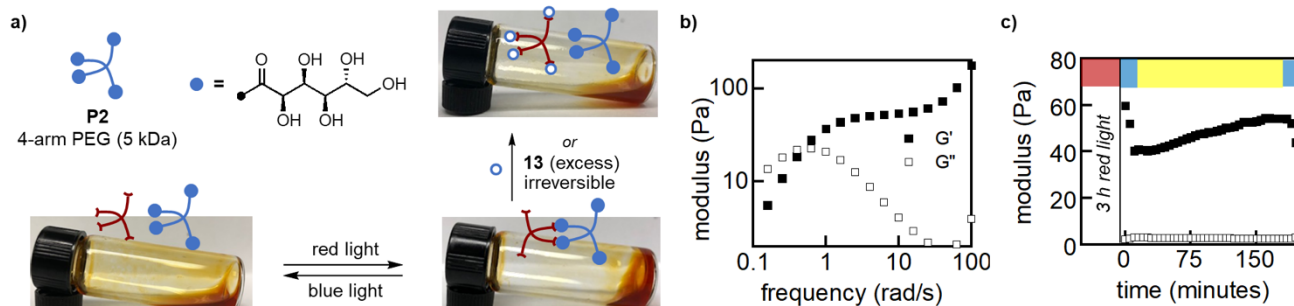 a)
P2
4-arm PEG (5 kDa)
=
O
OH
OH
OH
OH
OH
or
13 (excess)
irreversible
red light
blue light
b)
modulus (Pa)
100
10
G'
G"
0.1
1
10
100
frequency (rad/s)
c)
modulus (Pa)
80
60
40
20
0
3 h red light
0
75
150
time (minutes)